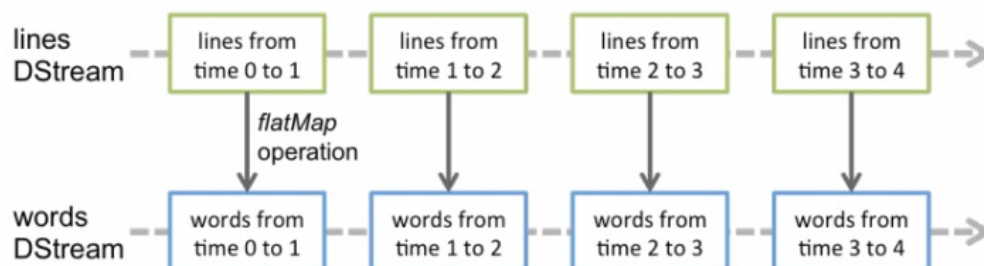 lines
DStream
lines from
time 0 to 1
lines from
time 1 to 2
lines from
time 2 to 3
lines from
time 3 to 4
flatMap
operation
words
DStream
words from
time 0 to 1
words from
time 1 to 2
words from
time 2 to 3
words from
time 3 to 4